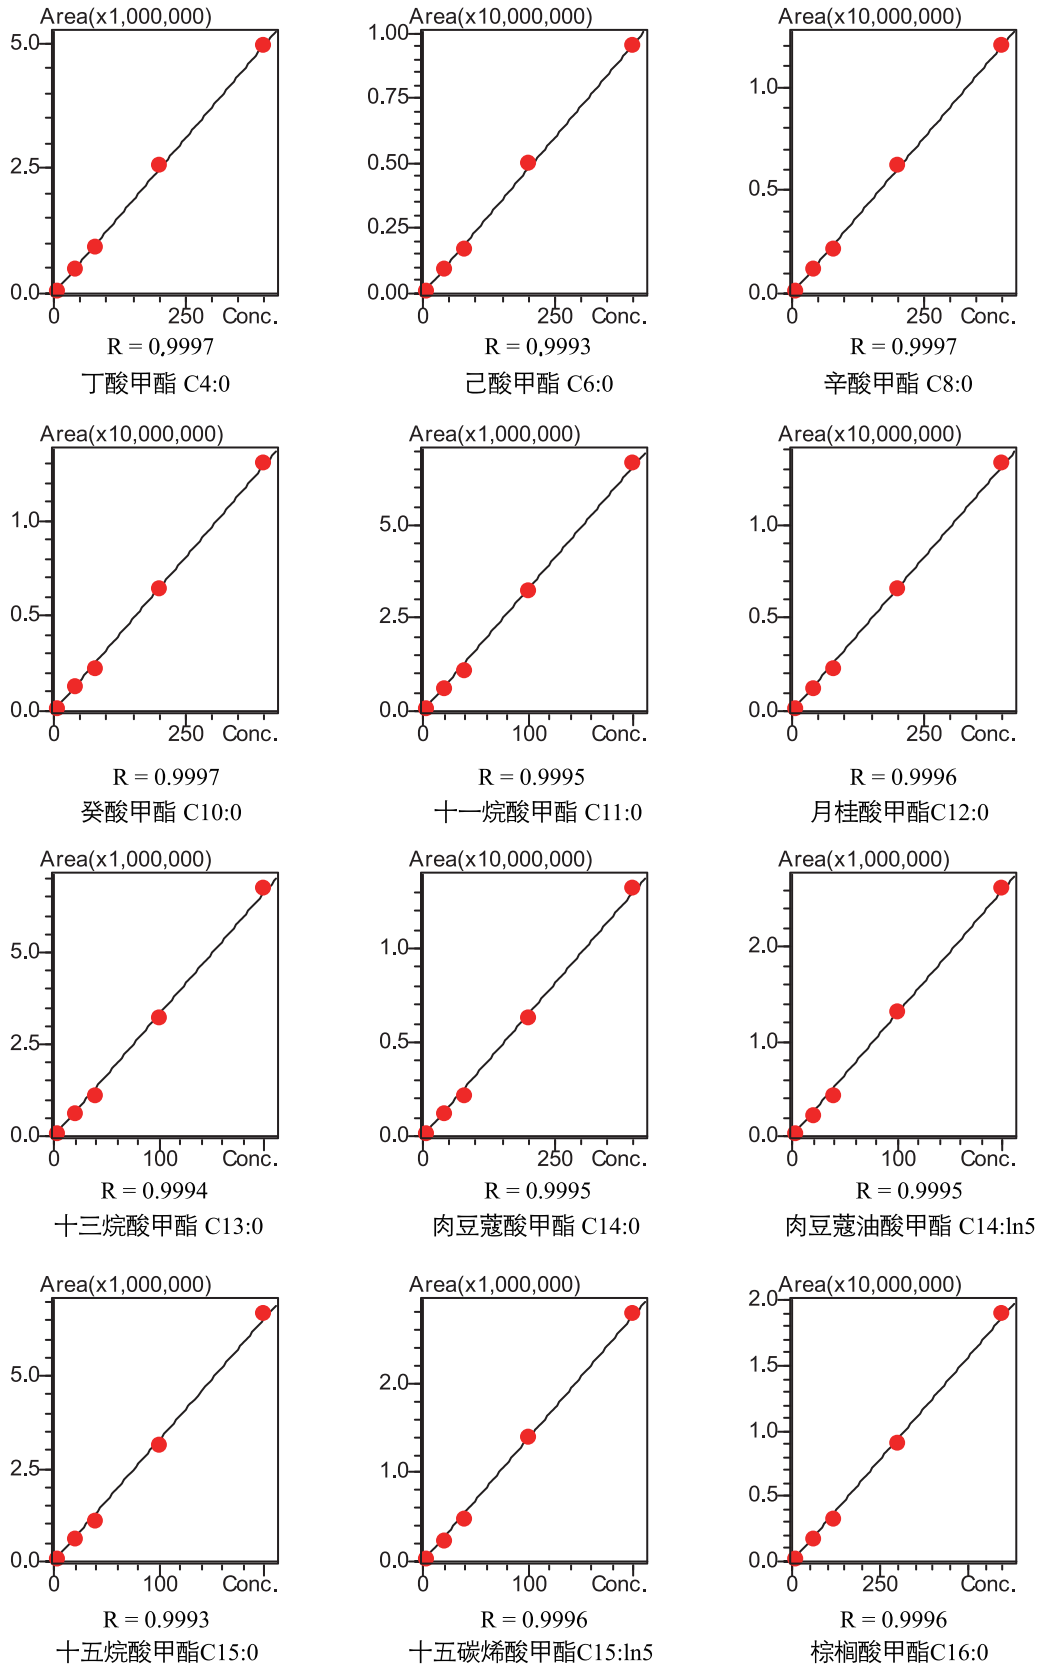 Area(x1,000,000)
5.0
2.5
0.0
0 250 Conc.
R = 0.9997
丁酸甲酯 C4:0
Area(x10,000,000)
1.00
0.75
0.50
0.25
0.00
0 250 Conc.
R = 0.9993
己酸甲酯 C6:0
Area(x10,000,000)
1.0
0.5
0.0
0 250 Conc.
R = 0.9997
辛酸甲酯 C8:0
Area(x10,000,000)
1.0
0.5
0.0
0 250 Conc.
R = 0.9997
癸酸甲酯 C10:0
Area(x1,000,000)
5.0
2.5
0.0
0 100 Conc.
R = 0.9995
十一烷酸甲酯 C11:0
Area(x10,000,000)
1.0
0.5
0.0
0 250 Conc.
R = 0.9996
月桂酸甲酯C12:0
Area(x1,000,000)
5.0
2.5
0.0
0 100 Conc.
R = 0.9994
十三烷酸甲酯 C13:0
Area(x10,000,000)
1.0
0.5
0.0
0 250 Conc.
R = 0.9995
肉豆蔻酸甲酯 C14:0
Area(x1,000,000)
2.0
1.0
0.0
0 100 Conc.
R = 0.9995
肉豆蔻油酸甲酯 C14:ln5
Area(x1,000,000)
5.0
2.5
0.0
0 100 Conc.
R = 0.9993
十五烷酸甲酯C15:0
Area(x1,000,000)
2.0
1.0
0.0
0 100 Conc.
R = 0.9996
十五碳烯酸甲酯C15:ln5
Area(x10,000,000)
2.0
1.5
1.0
0.5
0.0
0 250 Conc.
R = 0.9996
棕榈酸甲酯C16:0